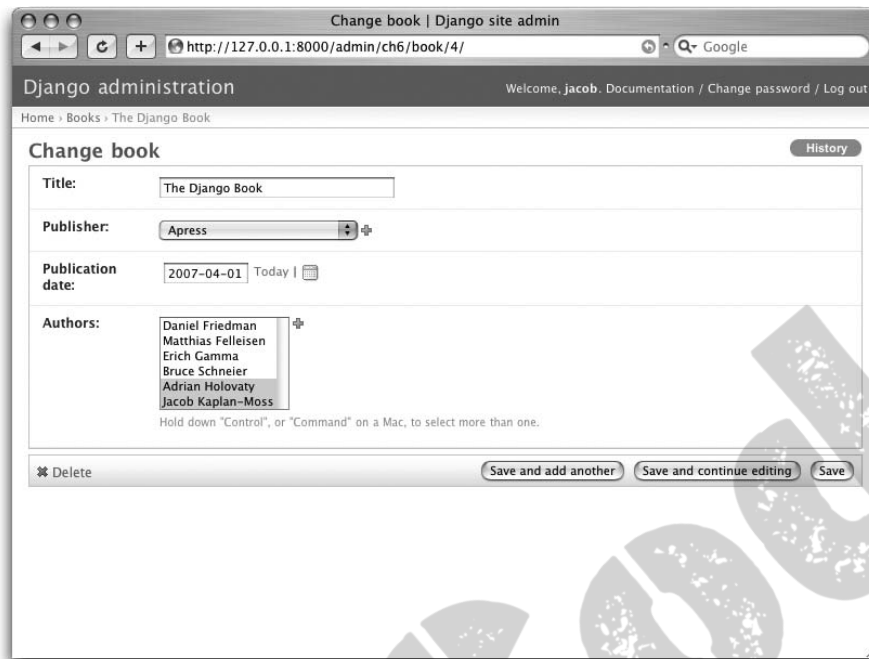 Change book | Django site admin
http://127.0.0.1:8000/admin/ch6/book/4/
Google
Django administration
Welcome, jacob. Documentation / Change password / Log out
Home › Books › The Django Book
Change book
History
Title:
The Django Book
Publisher:
Apress
Publication
date:
2007-04-01 Today |
Authors:
Daniel Friedman
Matthias Felleisen
Erich Gamma
Bruce Schneier
Adrian Holovaty
Jacob Kaplan-Moss
Hold down "Control", or "Command" on a Mac, to select more than one.
Delete
Save and add another
Save and continue editing
Save